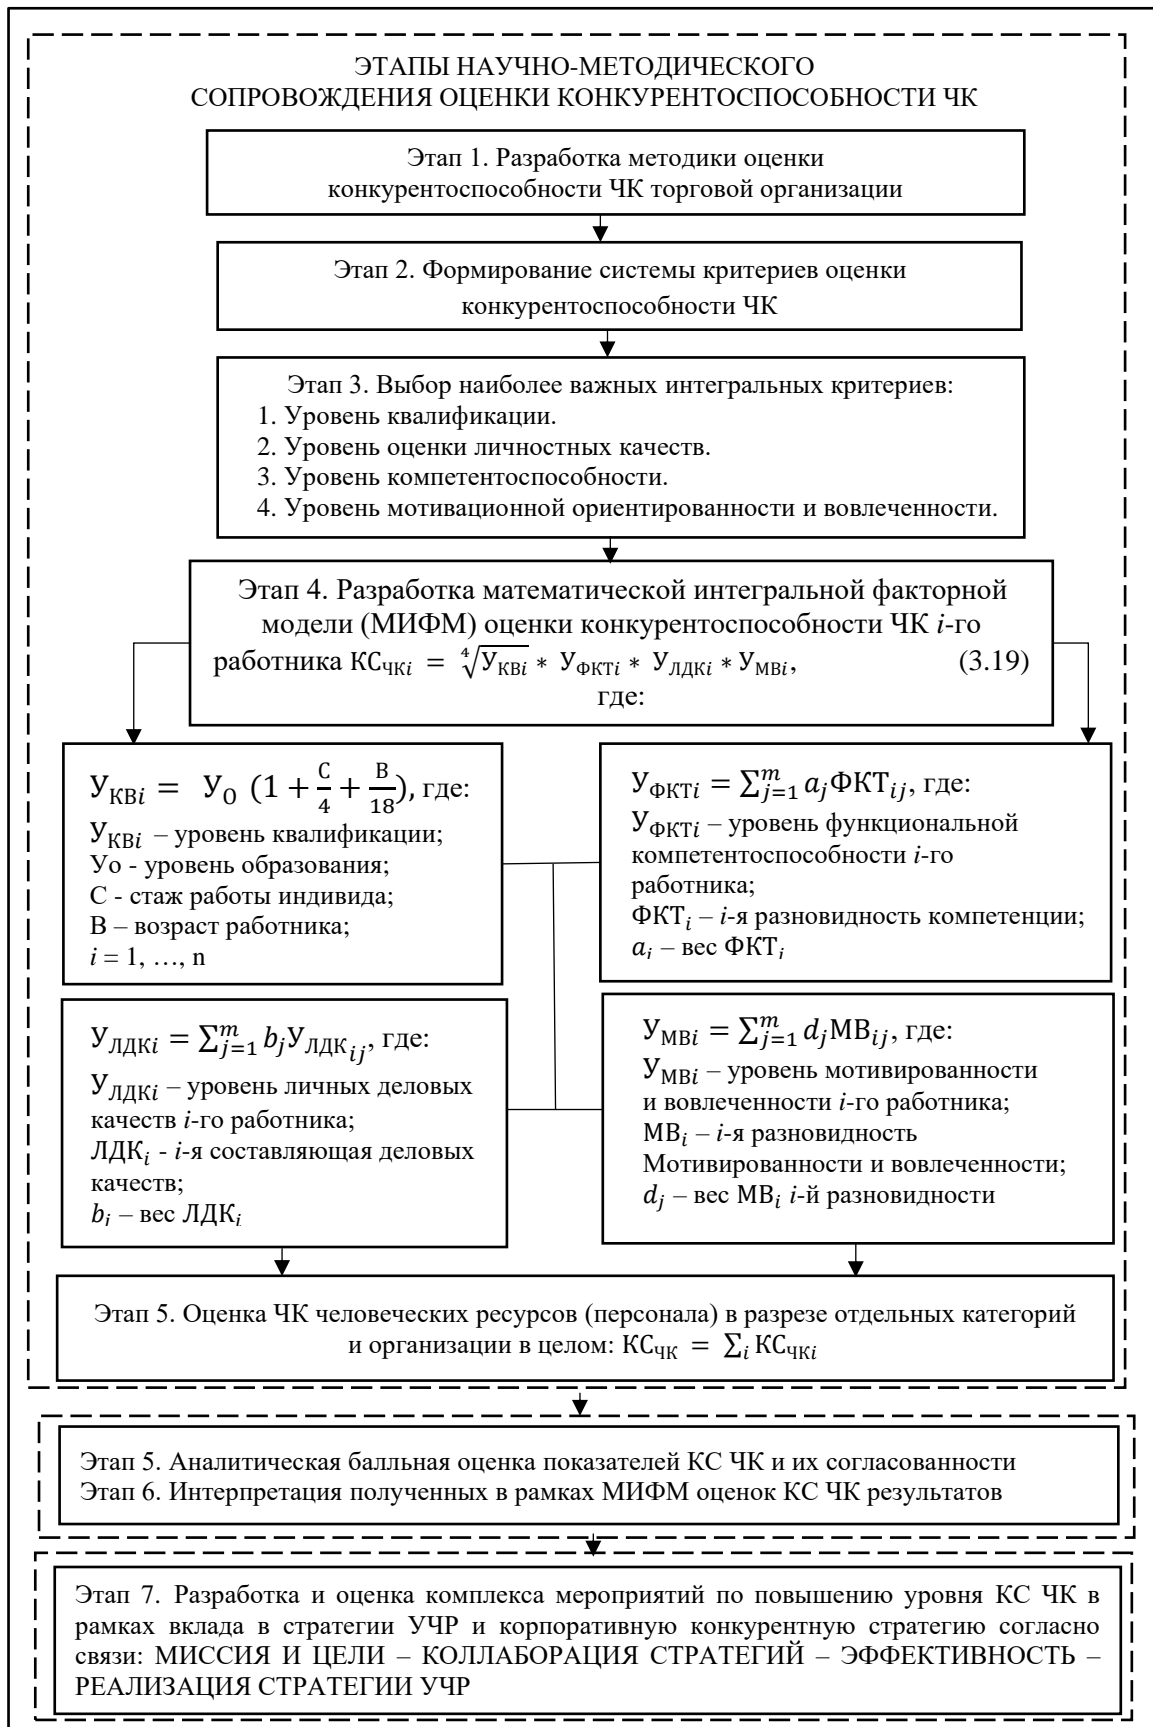 ЭТАПЫ НАУЧНО-МЕТОДИЧЕСКОГО
СОПРОВОЖДЕНИЯ ОЦЕНКИ КОНКУРЕНТОСПОСОБНОСТИ ЧК
Этап 1. Разработка методики оценки
конкурентоспособности ЧК торговой организации
Этап 2. Формирование системы критериев оценки
конкурентоспособности ЧК
Этап 3. Выбор наиболее важных интегральных критериев:
1. Уровень квалификации.
2. Уровень оценки личностных качеств.
3. Уровень компетентоспособности.
4. Уровень мотивационной ориентированности и вовлеченности.
Этап 4. Разработка математической интегральной факторной
модели (МИФМ) оценки конкурентоспособности ЧК i-го
работника КС_ЧКi = ∜У_КВi * У_ФКТi * У_ЛДКi * У_МВi, (3.19)
где:
У_КВi = У_О (1 + С/4 + В/18), где:
У_КВi – уровень квалификации;
Уо - уровень образования;
С - стаж работы индивида;
В – возраст работника;
i = 1, …, n
У_ФКТi = ∑_{j=1}^{m} a_j ФКТ_ij, где:
У_ФКТi – уровень функциональной
компетентоспособности i-го
работника;
ФКТ_i – i-я разновидность компетенции;
a_i – вес ФКТ_i
У_ЛДКi = ∑_{j=1}^{m} b_j У_ЛДК_ij, где:
У_ЛДКi – уровень личных деловых
качеств i-го работника;
ЛДК_i - i-я составляющая деловых
качеств;
b_i – вес ЛДК_i
У_МВi = ∑_{j=1}^{m} d_j МВ_ij, где:
У_МВi – уровень мотивированности
и вовлеченности i-го работника;
МВ_i – i-я разновидность
Мотивированности и вовлеченности;
d_j – вес МВ_i i-й разновидности
Этап 5. Оценка ЧК человеческих ресурсов (персонала) в разрезе отдельных категорий
и организации в целом: КС_ЧК = ∑_i КС_ЧКi
Этап 5. Аналитическая балльная оценка показателей КС ЧК и их согласованности
Этап 6. Интерпретация полученных в рамках МИФМ оценок КС ЧК результатов
Этап 7. Разработка и оценка комплекса мероприятий по повышению уровня КС ЧК в
рамках вклада в стратегии УЧР и корпоративную конкурентную стратегию согласно
связи: МИССИЯ И ЦЕЛИ – КОЛЛАБОРАЦИЯ СТРАТЕГИЙ – ЭФФЕКТИВНОСТЬ –
РЕАЛИЗАЦИЯ СТРАТЕГИИ УЧР